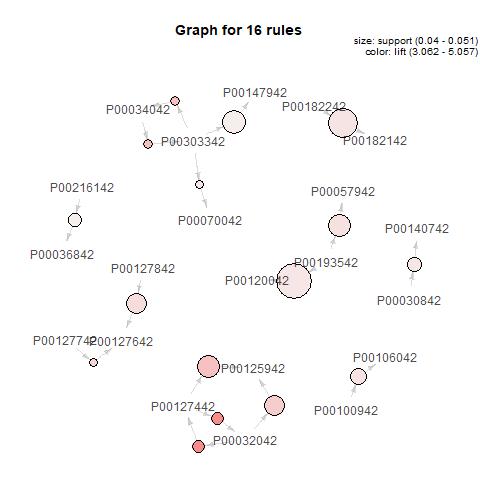 Graph for 16 rules
size: support (0.04 - 0.051)
color: lift (3.062 - 5.057)
P00147942
P00034042
P00182242
P00303342
P00182142
P00216142
P00057942
P00070042
P00140742
P00036842
P00193542
P00127842
P00120042
P00030842
P00127742
P00127642
P00106042
P00125942
P00127442
P00100942
P00032042